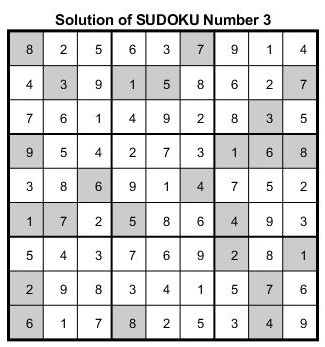 Solution of SUDOKU Number 3
8 2 5 6 3 7 9 1 4
4 3 9 1 5 8 6 2 7
7 6 1 4 9 2 8 3 5
9 5 4 2 7 3 1 6 8
3 8 6 9 1 4 7 5 2
1 7 2 5 8 6 4 9 3
5 4 3 7 6 9 2 8 1
2 9 8 3 4 1 5 7 6
6 1 7 8 2 5 3 4 9